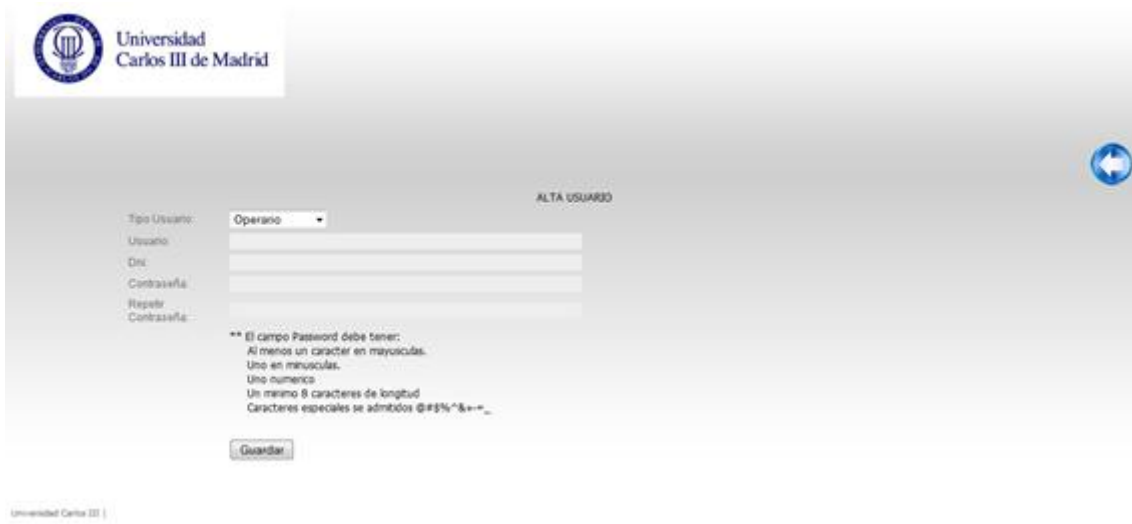 Universidad
Carlos III de Madrid
ALTA USUARIO
Tipo Usuario:
Operario
Usuario:
Dni:
Contraseña:
Repetir
Contraseña:
** El campo Password debe tener:
Al menos un caracter en mayusculas.
Uno en minusculas.
Uno numerico
Un minimo 8 caracteres de longitud
Caracteres especiales se admitidos @#$%^&+-=_
Guardar
Universidad Carlos III |